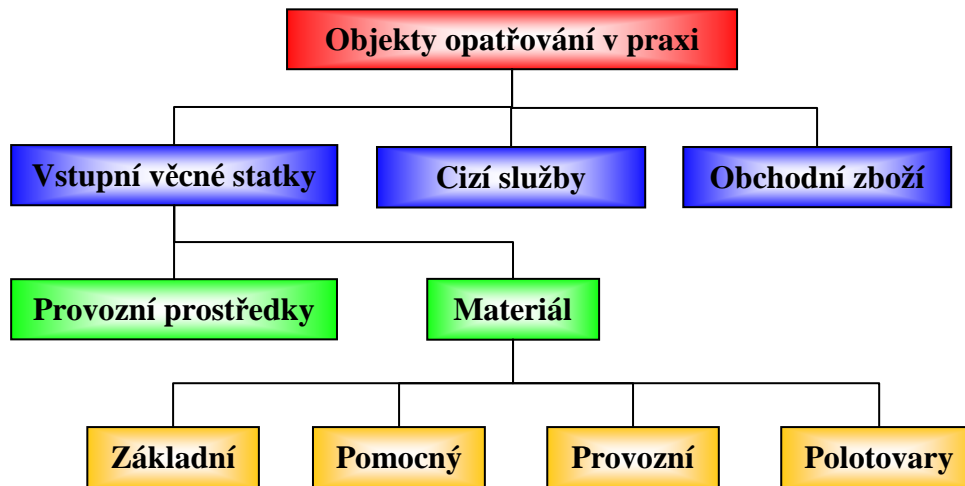 Objekty opatřování v praxi
Vstupní věcné statky
Cizí služby
Obchodní zboží
Provozní prostředky
Materiál
Základní
Pomocný
Provozní
Polotovary